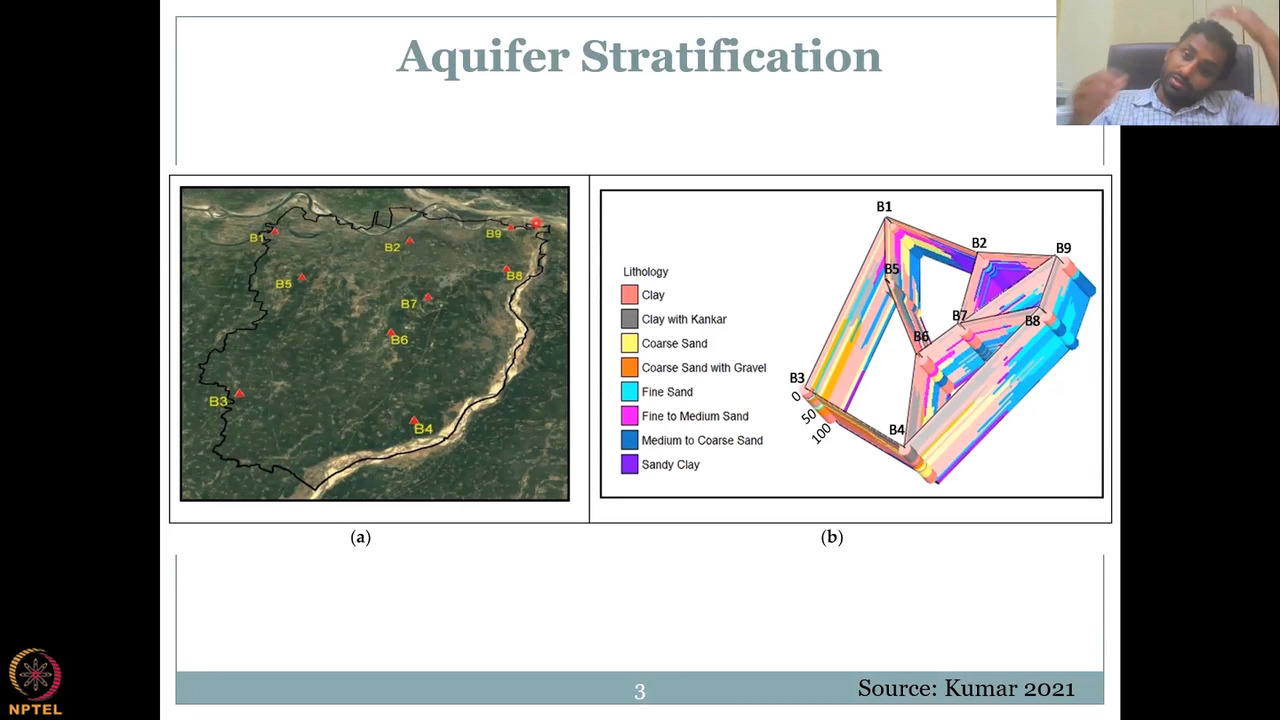 Aquifer Stratification
B1
B2
B9
B5
B8
B7
B6
B3
B4
(a)
Lithology
Clay
Clay with Kankar
Coarse Sand
Coarse Sand with Gravel
Fine Sand
Fine to Medium Sand
Medium to Coarse Sand
Sandy Clay
B1
B2
B9
B5
B7
B8
B6
B3
B4
0
50
100
(b)
3
Source: Kumar 2021
NPTEL